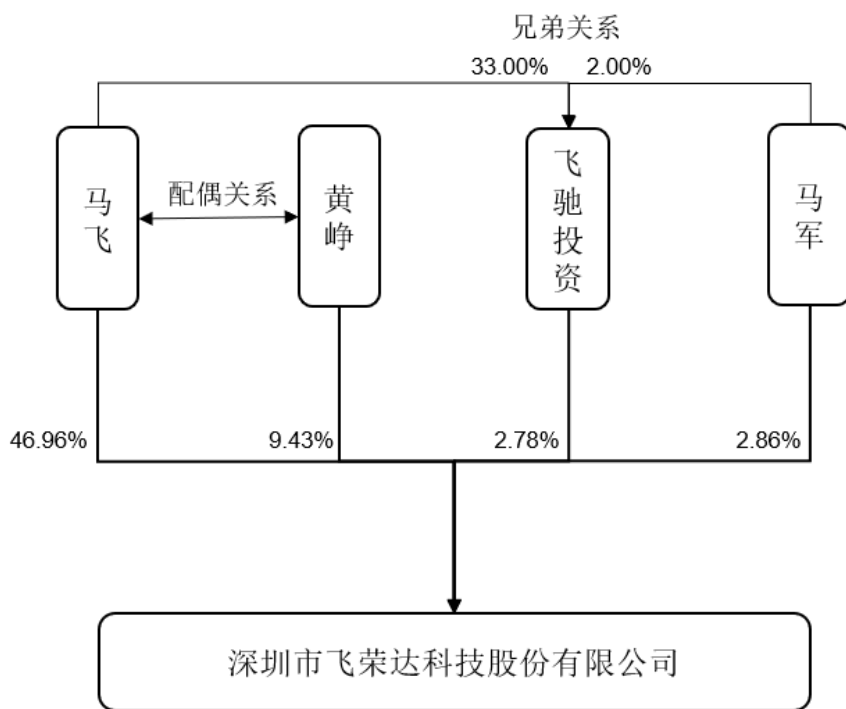 兄弟关系
33.00% 2.00%
马飞
配偶关系
黄峥
飞驰投资
马军
46.96%
9.43%
2.78%
2.86%
深圳市飞荣达科技股份有限公司